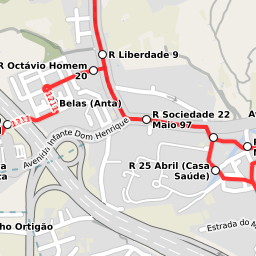 R Liberdade 9
R Octávio Homem
20
1211
Belas (Anta)
R Sociedade 22
Maio 97
Avenida Infante Dom Henrique
R 25 Abril (Casa
Saúde)
Estrada do
ho Ortigão